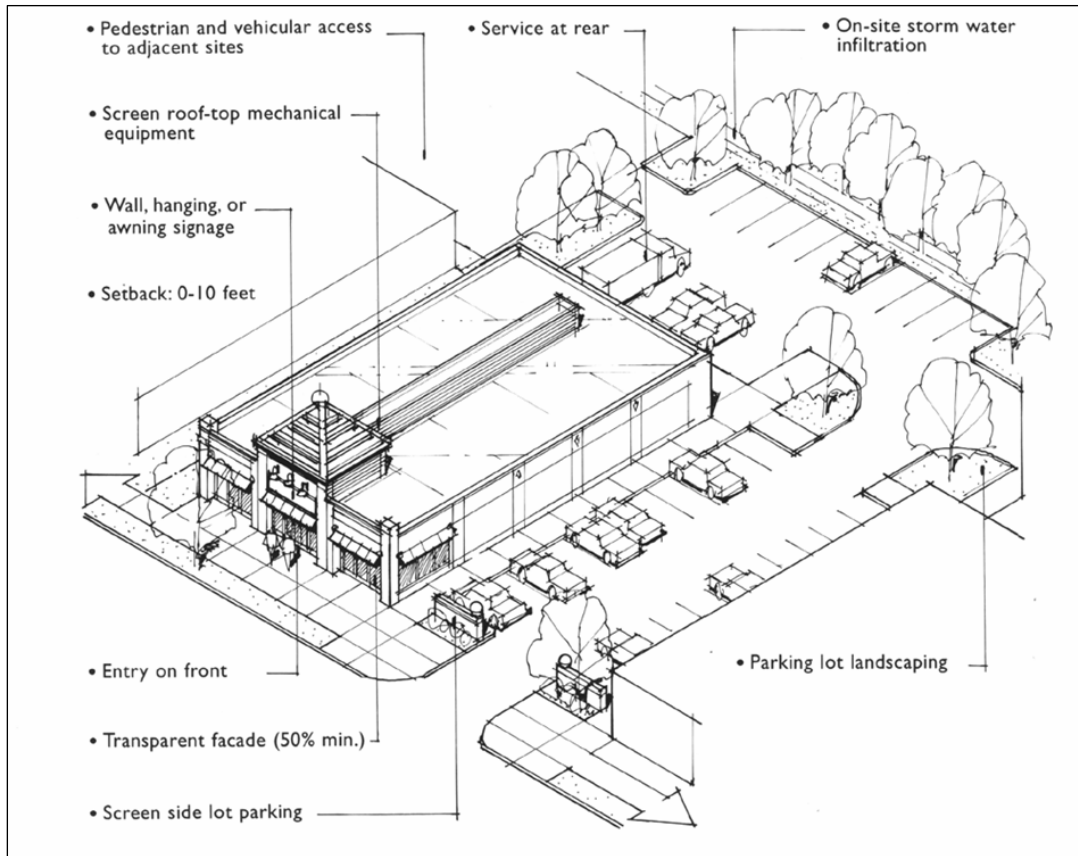 • Pedestrian and vehicular access
to adjacent sites
• Service at rear
• On-site storm water
infiltration
• Screen roof-top mechanical
equipment
• Wall, hanging, or
awning signage
• Setback: 0-10 feet
• Entry on front
• Parking lot landscaping
• Transparent facade (50% min.)
• Screen side lot parking